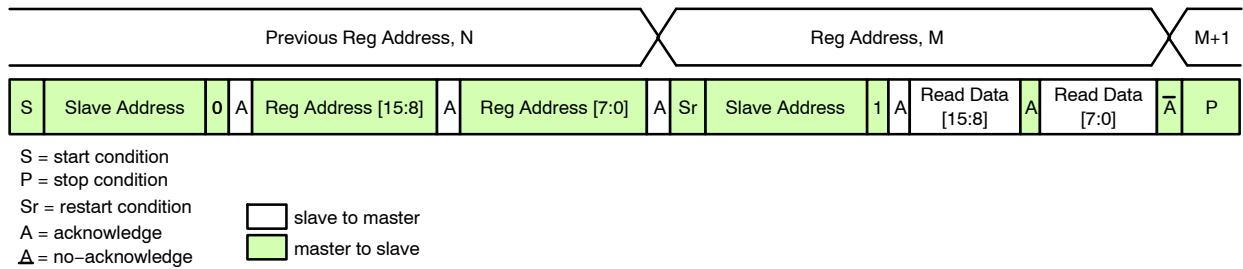 Previous Reg Address, N Reg Address, M M+1
S Slave Address 0 A Reg Address [15:8] A Reg Address [7:0] A Sr Slave Address 1 A Read Data [15:8] A Read Data [7:0] A̅ P
S = start condition
P = stop condition
Sr = restart condition
A = acknowledge
A̲ = no−acknowledge
slave to master
master to slave